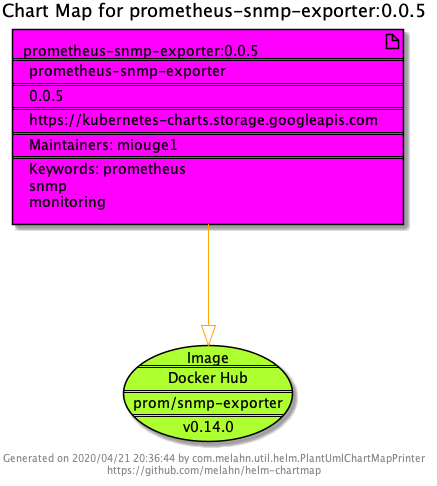 Chart Map for prometheus-snmp-exporter:0.0.5
prometheus-snmp-exporter:0.0.5
prometheus-snmp-exporter
0.0.5
https://kubernetes-charts.storage.googleapis.com
Maintainers: miouge1
Keywords: prometheus
snmp
monitoring
Image
Docker Hub
prom/snmp-exporter
v0.14.0
Generated on 2020/04/21 20:36:44 by com.melahn.util.helm.PlantUmlChartMapPrinter
https://github.com/melahn/helm-chartmap